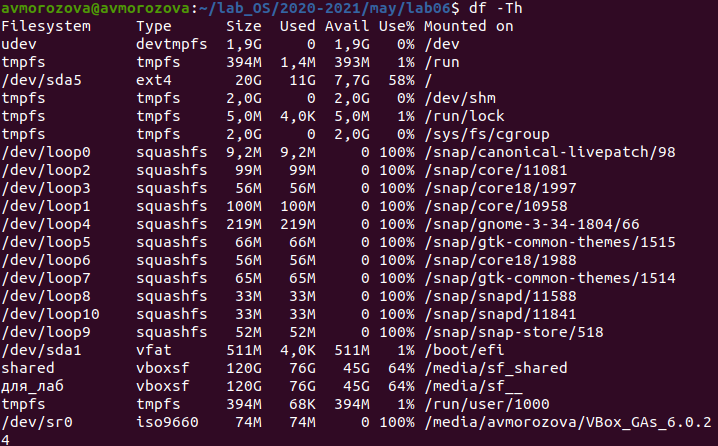 avmorozova@avmorozova:~/lab_OS/2020-2021/may/lab06$ df -Th
Filesystem     Type      Size  Used Avail Use% Mounted on
udev           devtmpfs  1,9G     0  1,9G   0% /dev
tmpfs          tmpfs     394M  1,4M  393M   1% /run
/dev/sda5      ext4       20G   11G  7,7G  58% /
tmpfs          tmpfs     2,0G     0  2,0G   0% /dev/shm
tmpfs          tmpfs     5,0M  4,0K  5,0M   1% /run/lock
tmpfs          tmpfs     2,0G     0  2,0G   0% /sys/fs/cgroup
/dev/loop0     squashfs  9,2M  9,2M     0 100% /snap/canonical-livepatch/98
/dev/loop2     squashfs   99M   99M     0 100% /snap/core/11081
/dev/loop3     squashfs   56M   56M     0 100% /snap/core18/1997
/dev/loop1     squashfs  100M  100M     0 100% /snap/core/10958
/dev/loop4     squashfs  219M  219M     0 100% /snap/gnome-3-34-1804/66
/dev/loop5     squashfs   66M   66M     0 100% /snap/gtk-common-themes/1515
/dev/loop6     squashfs   56M   56M     0 100% /snap/core18/1988
/dev/loop7     squashfs   65M   65M     0 100% /snap/gtk-common-themes/1514
/dev/loop8     squashfs   33M   33M     0 100% /snap/snapd/11588
/dev/loop10    squashfs   33M   33M     0 100% /snap/snapd/11841
/dev/loop9     squashfs   52M   52M     0 100% /snap/snap-store/518
/dev/sda1      vfat      511M  4,0K  511M   1% /boot/efi
shared         vboxsf    120G   76G   45G  64% /media/sf_shared
для_лаб        vboxsf    120G   76G   45G  64% /media/sf__
tmpfs          tmpfs     394M   68K  394M   1% /run/user/1000
/dev/sr0       iso9660    74M   74M     0 100% /media/avmorozova/VBox_GAs_6.0.2
4